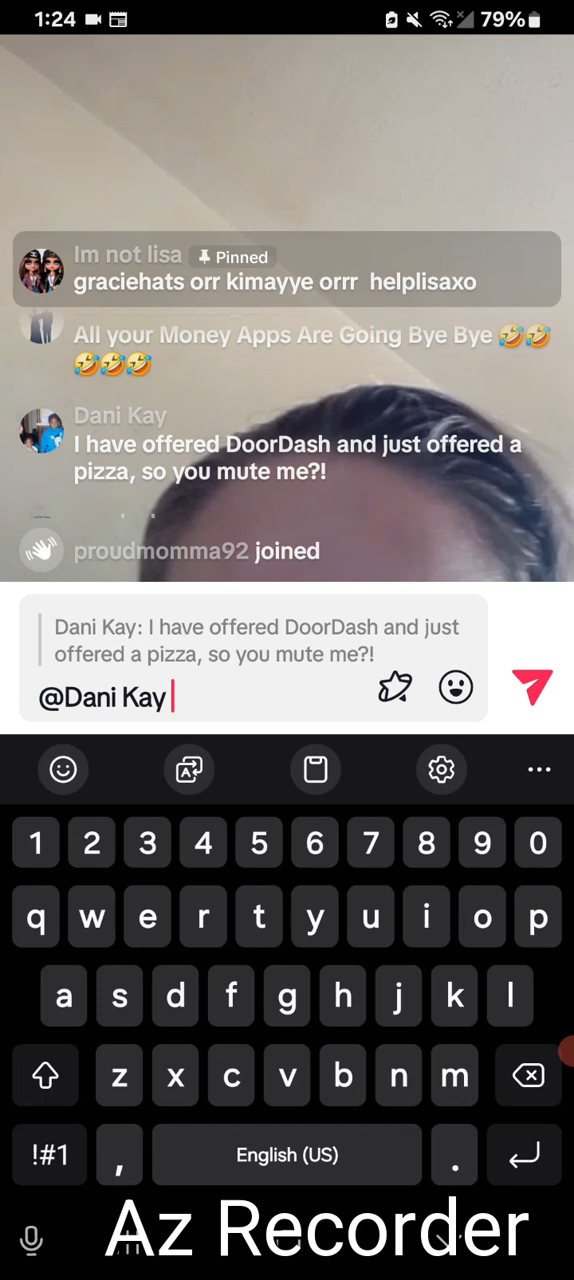 1:24
79%
Im not lisa Pinned
graciehats orr kimayye orrr helplisaxo
All your Money Apps Are Going Bye Bye 🤣🤣
🤣🤣🤣
Dani Kay
I have offered DoorDash and just offered a
pizza, so you mute me?!
proudmomma92 joined
Dani Kay: I have offered DoorDash and just
offered a pizza, so you mute me?!
@Dani Kay
1 2 3 4 5 6 7 8 9 0
q w e r t y u i o p
a s d f g h j k l
z x c v b n m
!#1 , English (US) .
Az Recorder